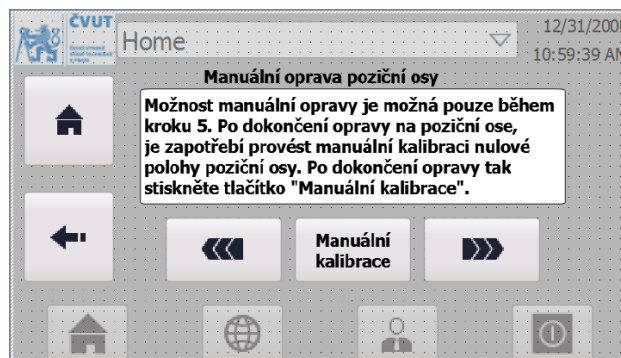 ČVUT
Home
12/31/200
10:59:39 AM
Manuální oprava poziční osy
Možnost manuální opravy je možná pouze během
kroku 5. Po dokončení opravy na poziční ose,
je zapotřebí provést manuální kalibraci nulové
polohy poziční osy. Po dokončení opravy tak
stiskněte tlačítko "Manuální kalibrace".
Manuální
kalibrace